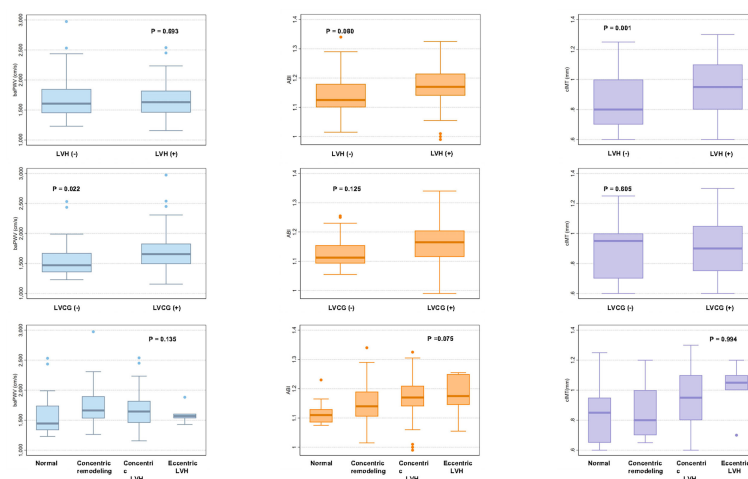 3,000
2,500
2,000
1,500
1,000
baPWV (cm/s)
P = 0.693
LVH (-)
LVH (+)
1.4
1.3
1.2
1.1
1
ABI
P = 0.080
LVH (-)
LVH (+)
1.4
1.2
1
.8
.6
cIMT (mm)
P = 0.001
LVH (-)
LVH (+)
3,000
2,500
2,000
1,500
1,000
baPWV (cm/s)
P = 0.022
LVCG (-)
LVCG (+)
1.4
1.3
1.2
1.1
1
ABI
P = 0.125
LVCG (-)
LVCG (+)
1.4
1.2
1
.8
.6
cIMT (mm)
P = 0.605
LVCG (-)
LVCG (+)
3,000
2,500
2,000
1,500
1,000
baPWV (cm/s)
P = 0.135
Normal
Concentric
remodeling
Concentri
c
LVH
Eccentric
LVH
1.4
1.3
1.2
1.1
1
ABI
P =0.075
Normal
Concentric
remodeling
Concentri
c
LVH
Eccentric
LVH
1.4
1.2
1
.8
.6
cIMT(mm)
P = 0.994
Normal
Concentric
remodeling
Concentri
c
LVH
Eccentric
LVH